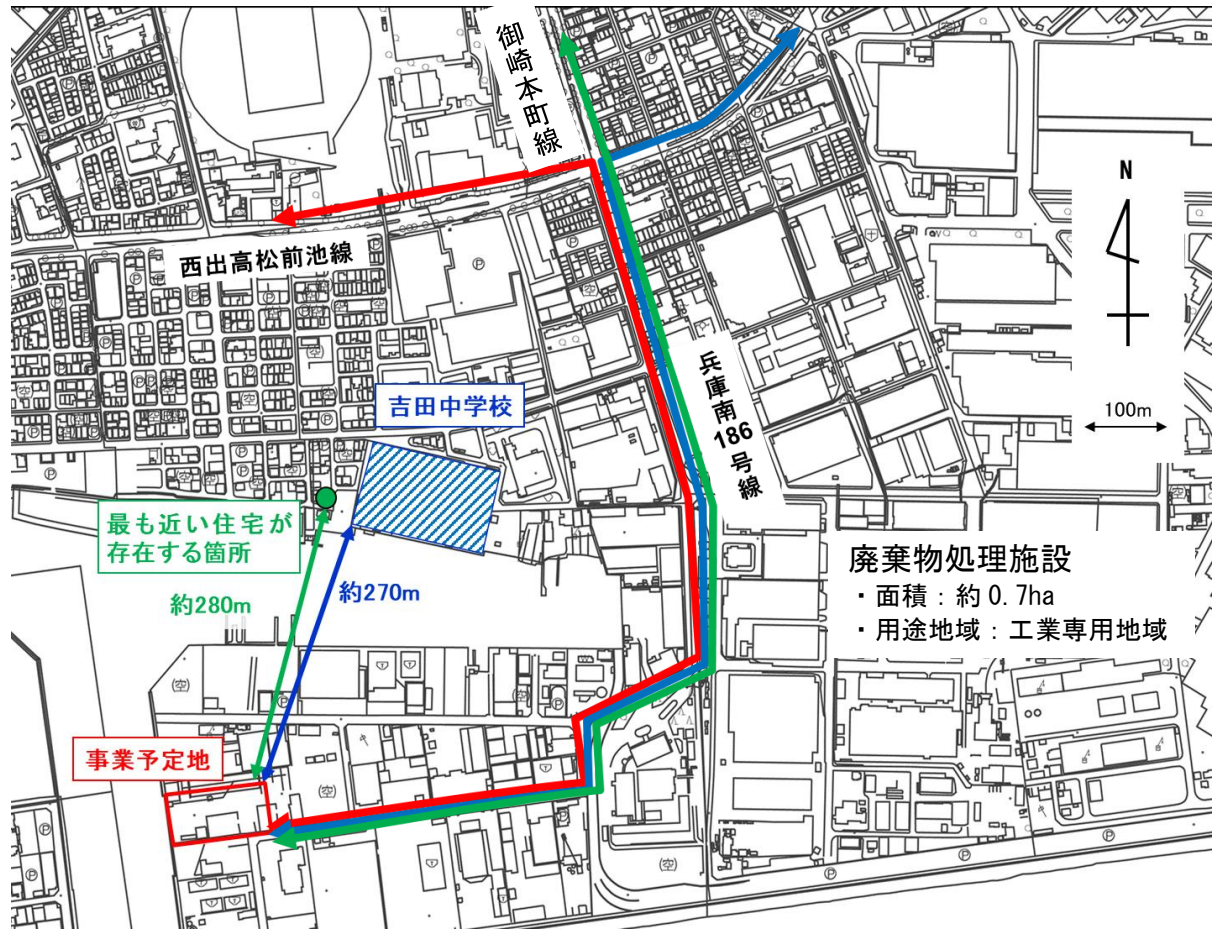 御崎本町線
N
西出高松前池線
100m
兵庫南186号線
吉田中学校
最も近い住宅が
存在する箇所
約280m
約270m
廃棄物処理施設
・面積：約0.7ha
・用途地域：工業専用地域
事業予定地